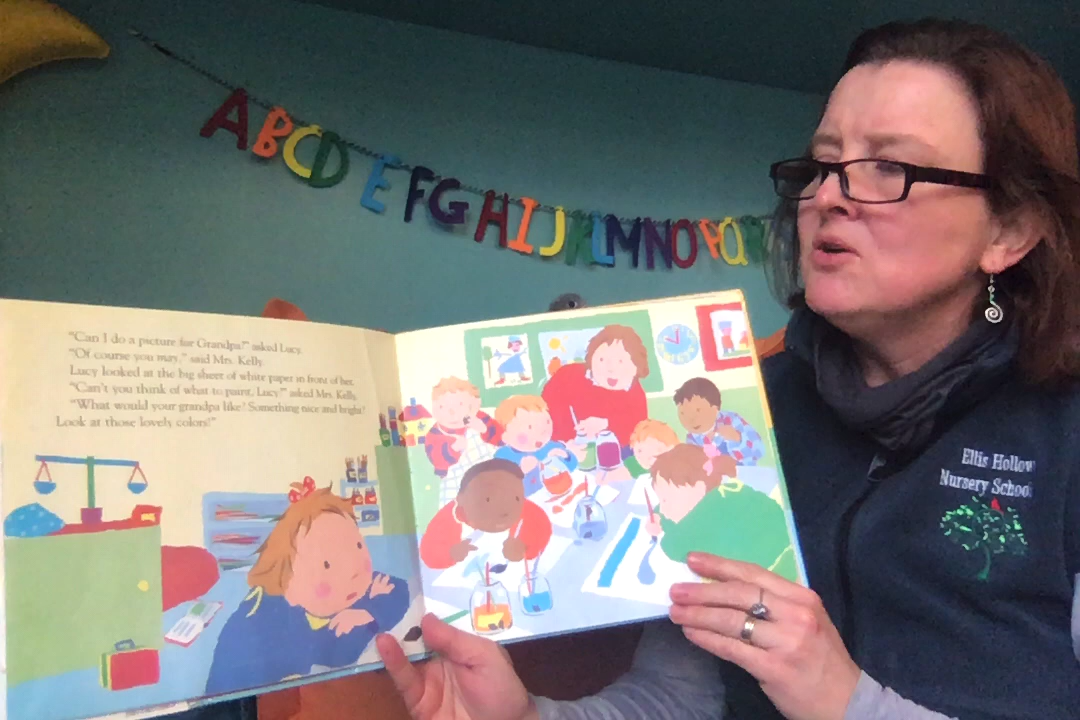 A B C D E F G H I J K L M N O P Q R
"Can I do a picture for Grandpa?" asked Lucy.
"Of course you may," said Mrs. Kelly.
Lucy looked at the big sheet of white paper in front of her.
"Can't you think of what to paint, Lucy?" asked Mrs. Kelly.
"What would your grandpa like? Something nice and bright?
Look at those lovely colors!"
Ellis Hollow
Nursery School